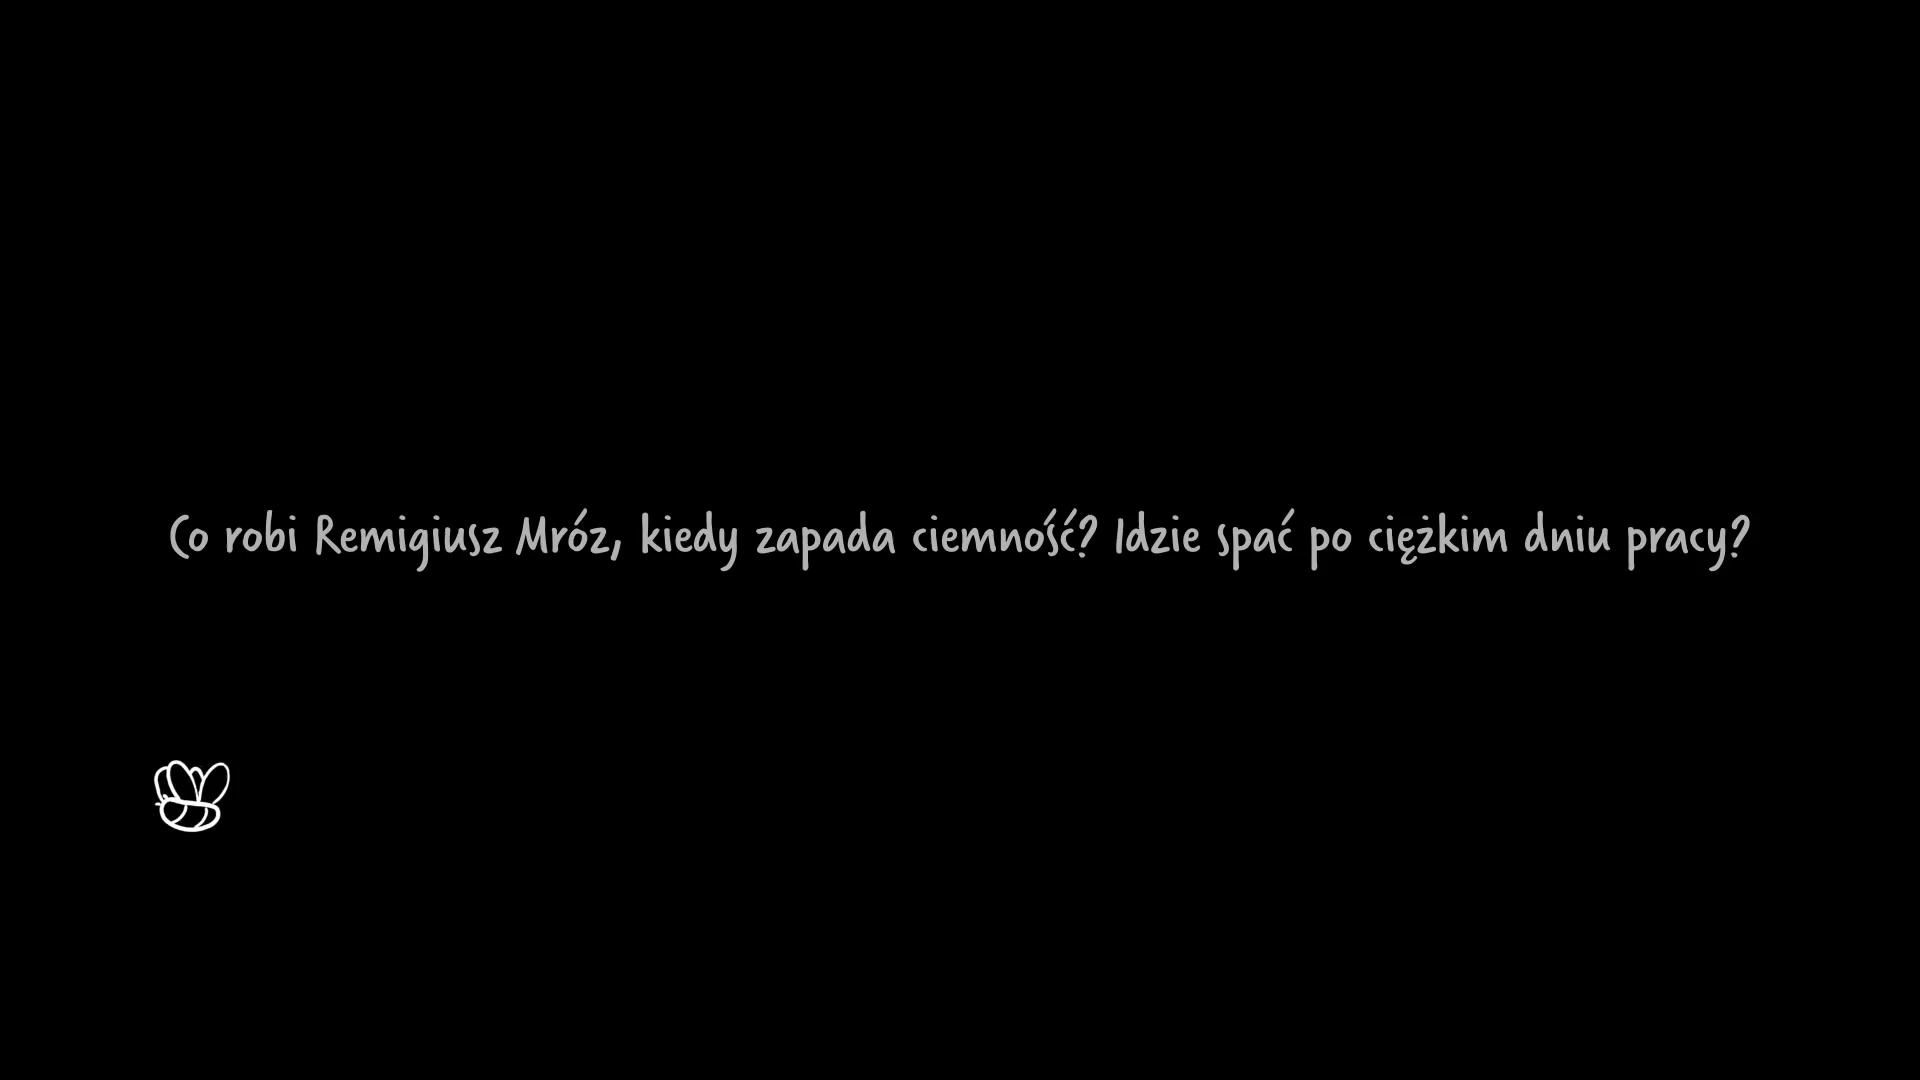 Co robi Remigiusz Mróz, kiedy zapada ciemność? Idzie spać po ciężkim dniu pracy?